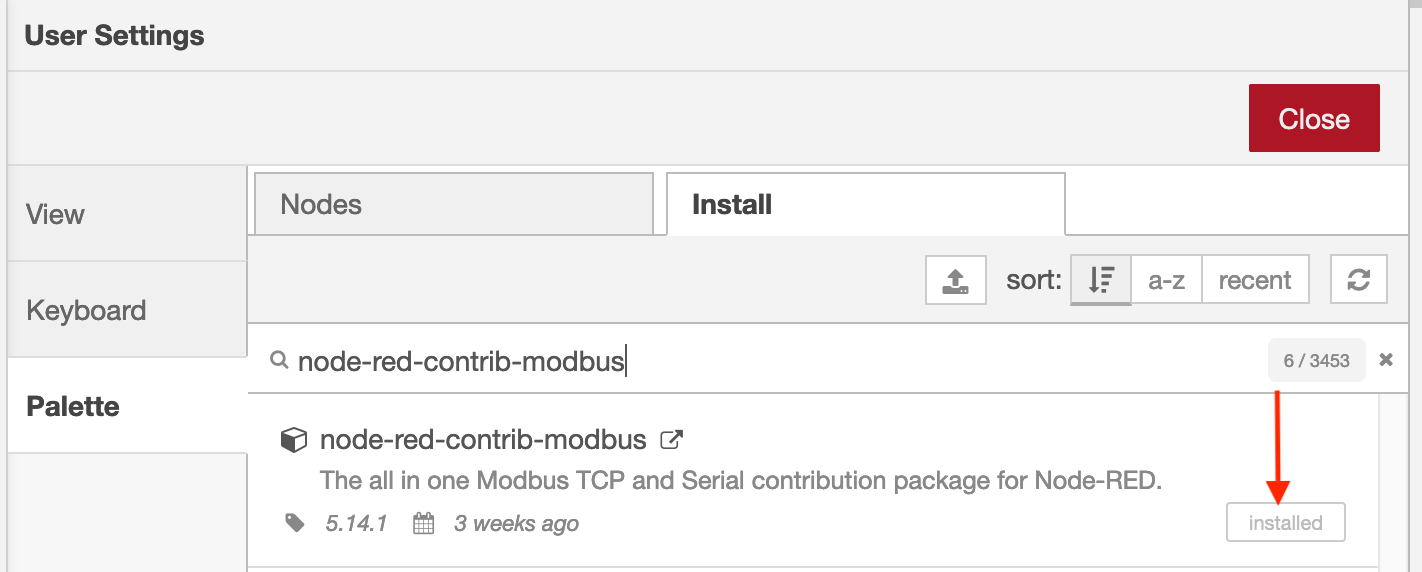 User Settings
Close
View
Keyboard
Palette
Nodes
Install
sort:
a-z
recent
node-red-contrib-modbus
6 / 3453
node-red-contrib-modbus
The all in one Modbus TCP and Serial contribution package for Node-RED.
5.14.1
3 weeks ago
installed